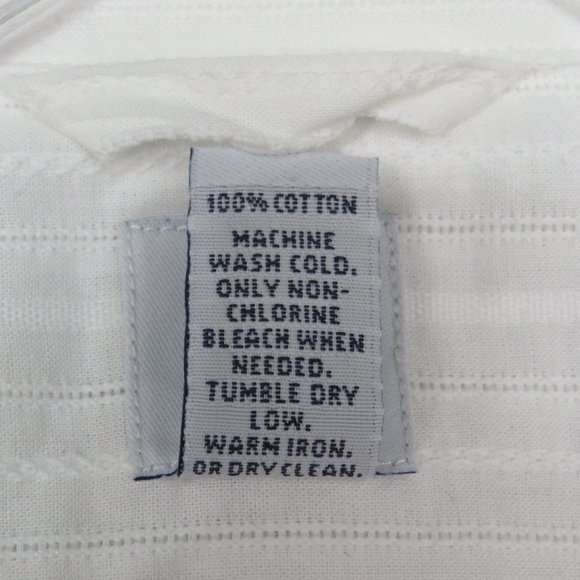 100% COTTON
MACHINE
WASH COLD.
ONLY NON-
CHLORINE
BLEACH WHEN
NEEDED.
TUMBLE DRY
LOW.
WARM IRON.
OR DRY CLEAN.